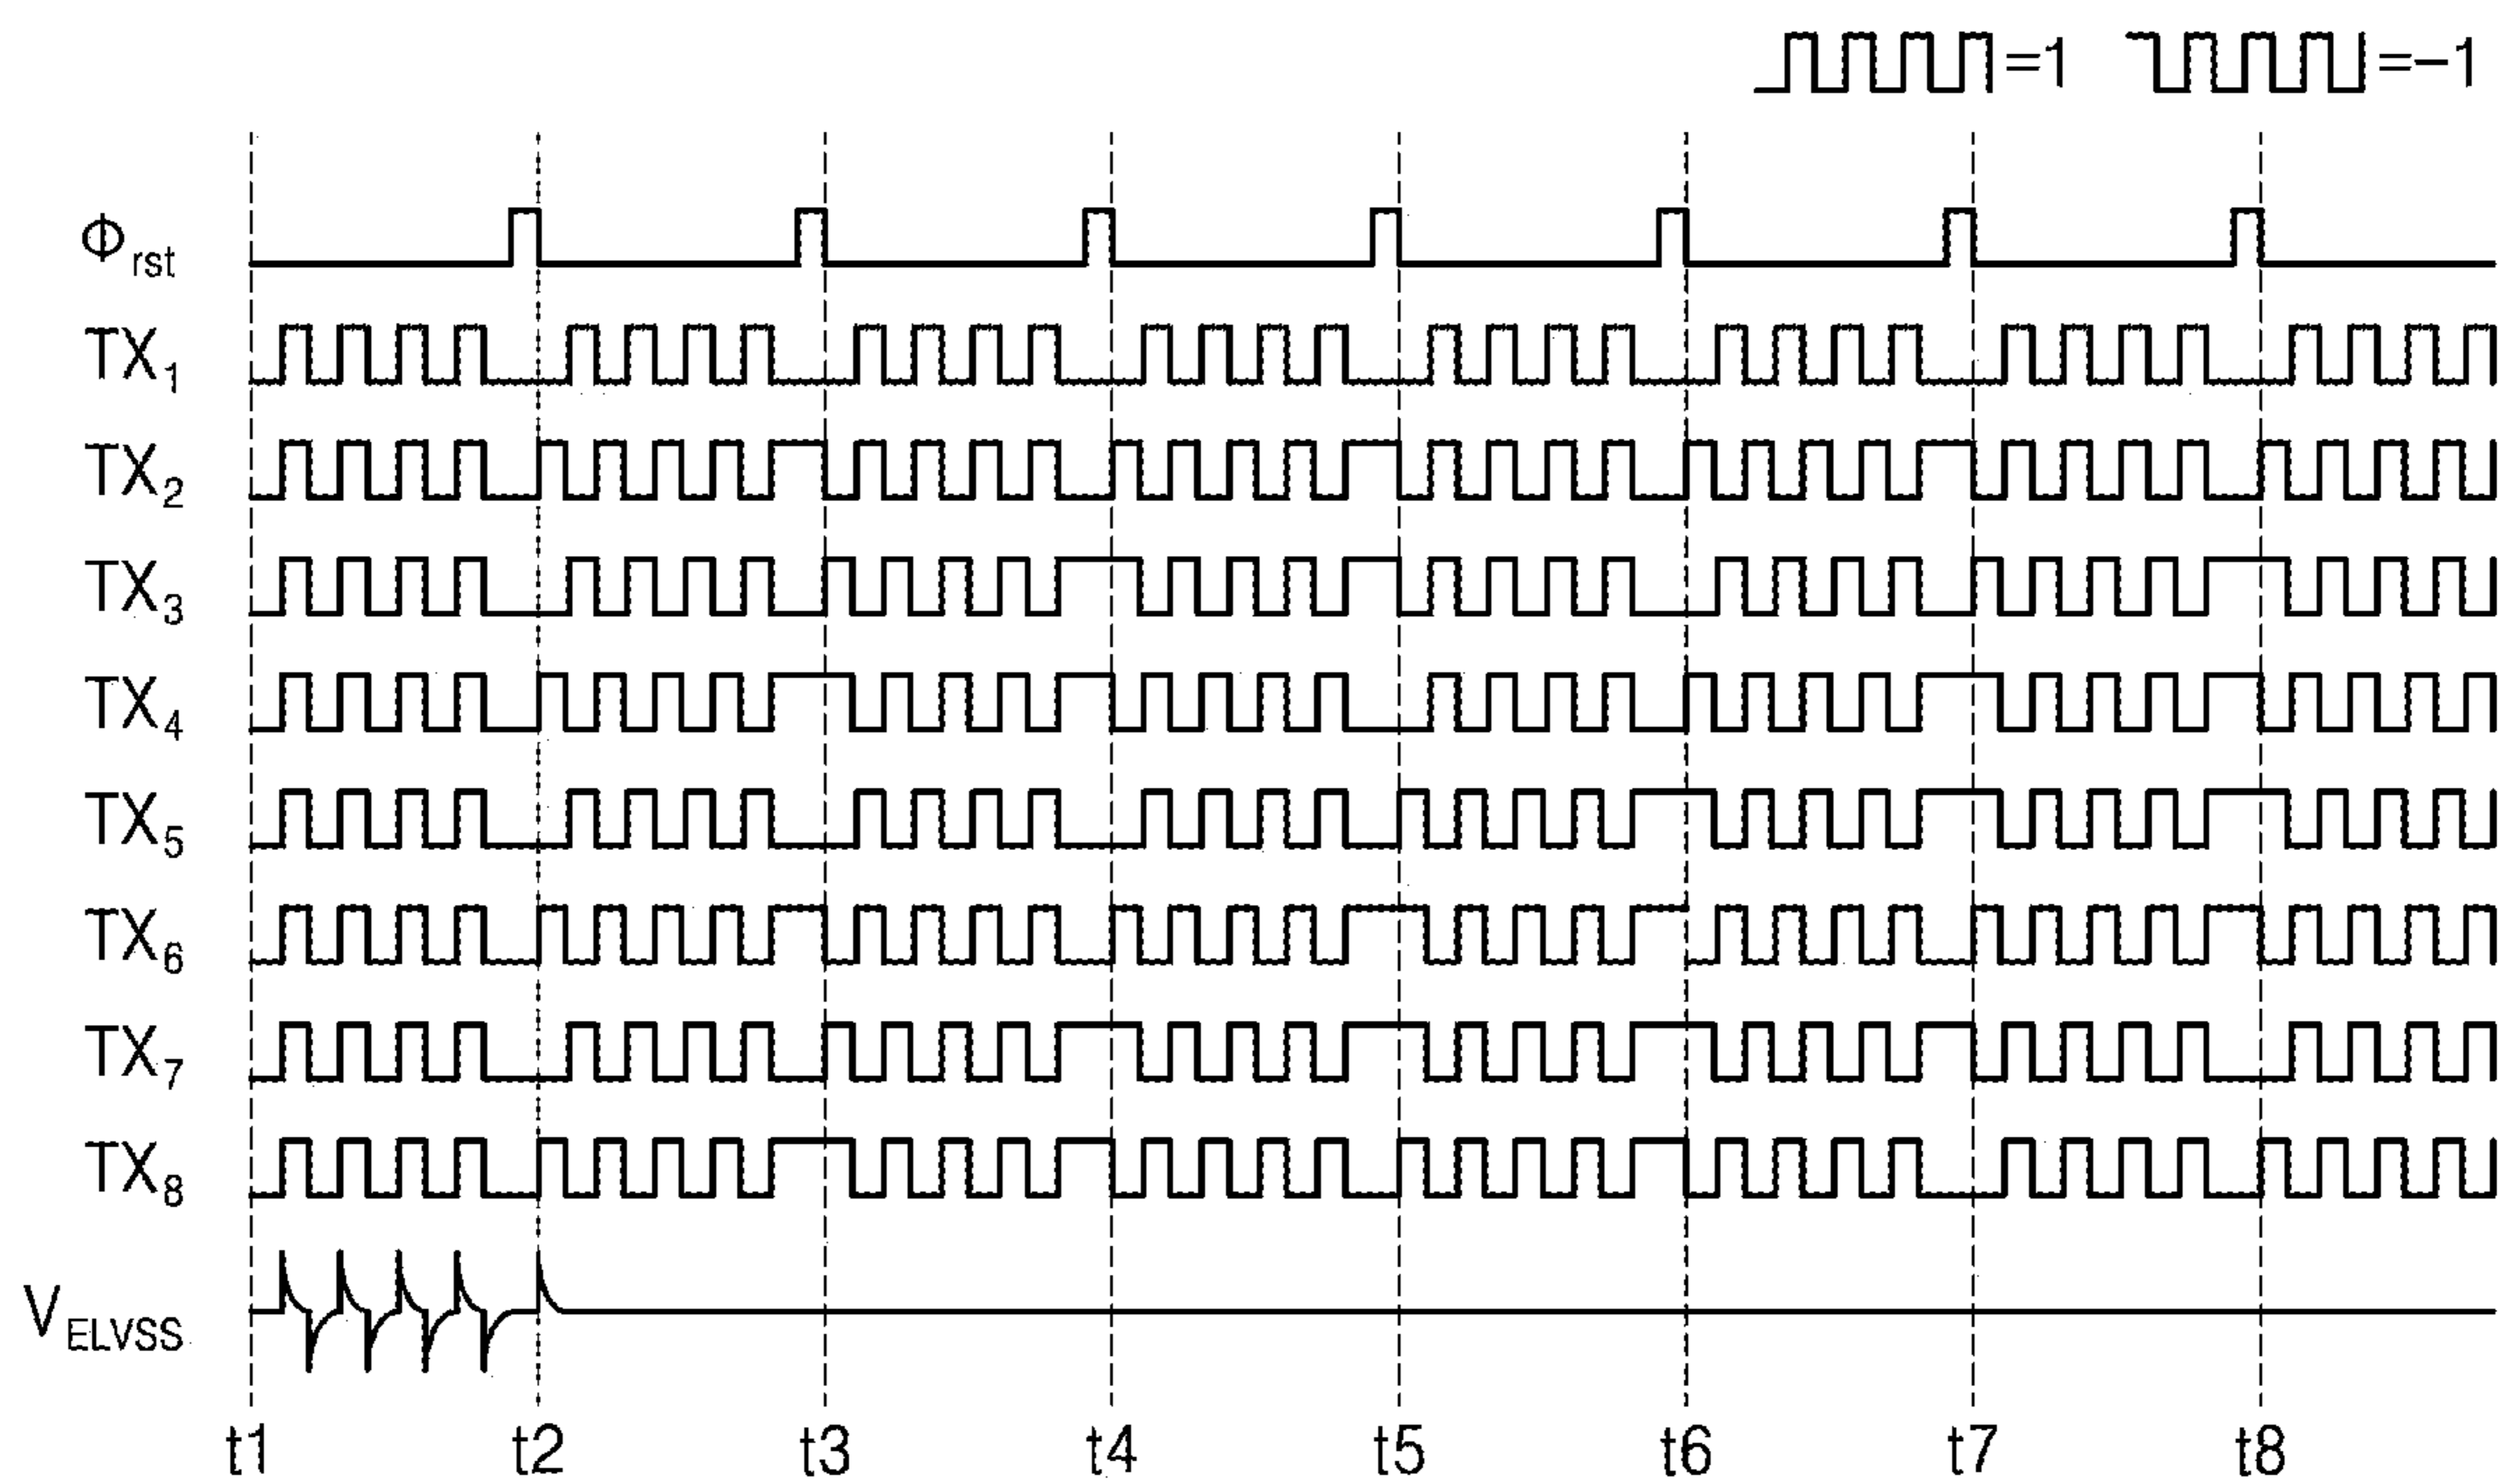 =1 =−1
Φrst
TX1
TX2
TX3
TX4
TX5
TX6
TX7
TX8
VELVSS
t1 t2 t3 t4 t5 t6 t7 t8